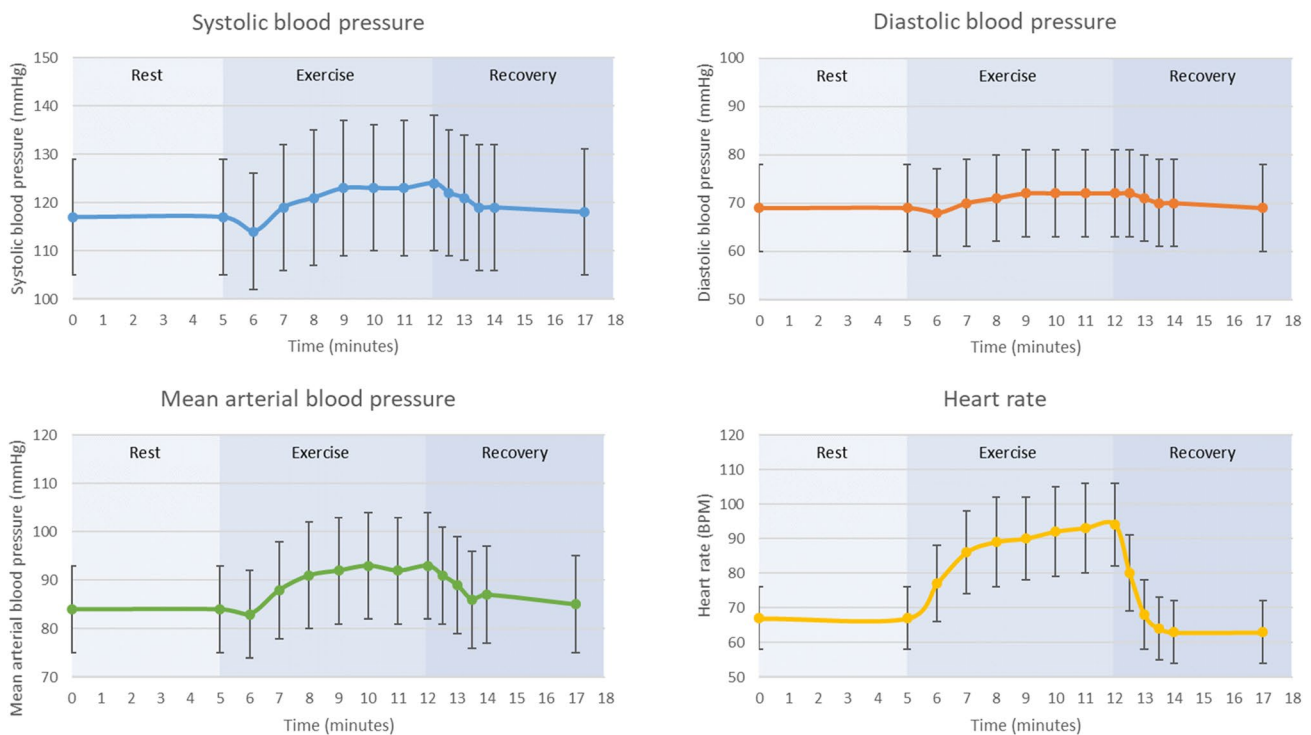 Systolic blood pressure
Systolic blood pressure (mmHg)
150
140
130
120
110
100
Rest
Exercise
Recovery
0 1 2 3 4 5 6 7 8 9 10 11 12 13 14 15 16 17 18
Time (minutes)
Diastolic blood pressure
Diastolic blood pressure (mmHg)
100
90
80
70
60
50
Rest
Exercise
Recovery
0 1 2 3 4 5 6 7 8 9 10 11 12 13 14 15 16 17 18
Time (minutes)
Mean arterial blood pressure
Mean arterial blood pressure (mmHg)
120
110
100
90
80
70
Rest
Exercise
Recovery
0 1 2 3 4 5 6 7 8 9 10 11 12 13 14 15 16 17 18
Time (minutes)
Heart rate
Heart rate (BPM)
120
110
100
90
80
70
60
50
Rest
Exercise
Recovery
0 1 2 3 4 5 6 7 8 9 10 11 12 13 14 15 16 17 18
Time (minutes)